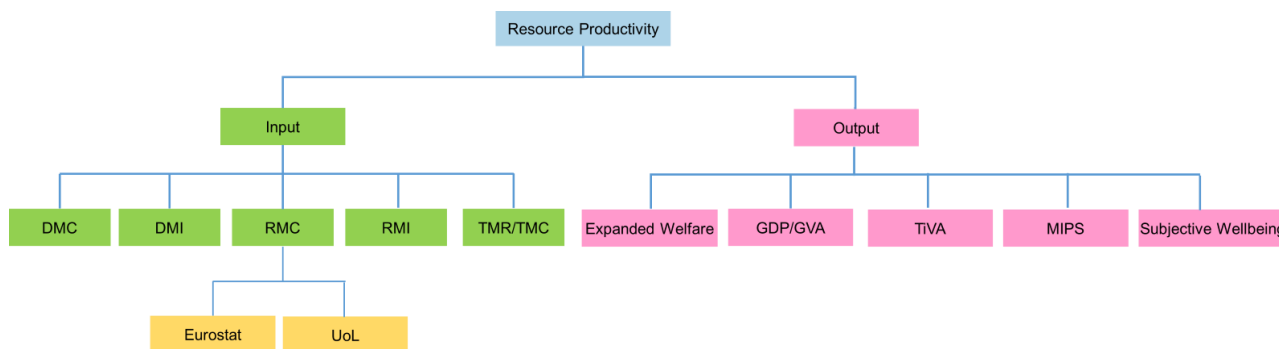 Resource Productivity
Input
Output
DMC
DMI
RMC
RMI
TMR/TMC
Expanded Welfare
GDP/GVA
TiVA
MIPS
Subjective Wellbeing
Eurostat
UoL